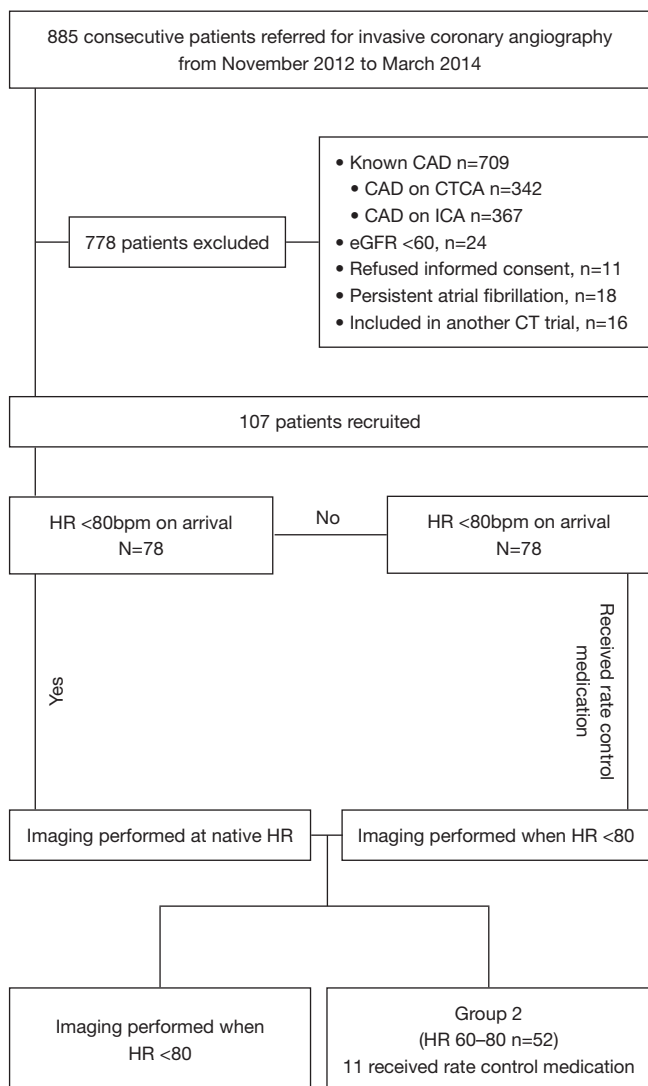 885 consecutive patients referred for invasive coronary angiography
from November 2012 to March 2014
• Known CAD n=709
• CAD on CTCA n=342
• CAD on ICA n=367
• eGFR <60, n=24
• Refused informed consent, n=11
• Persistent atrial fibrillation, n=18
• Included in another CT trial, n=16
778 patients excluded
107 patients recruited
HR <80bpm on arrival
N=78
No
HR <80bpm on arrival
N=78
Yes
Received rate control
medication
Imaging performed at native HR
Imaging performed when HR <80
Imaging performed when
HR <80
Group 2
(HR 60–80 n=52)
11 received rate control medication